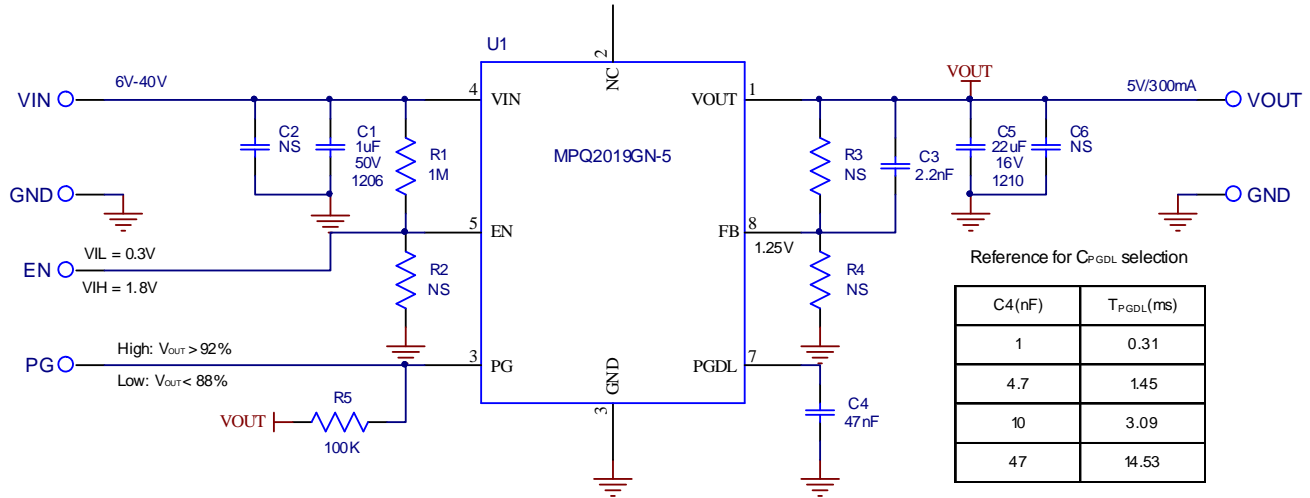 U1
2
NC
VIN
6V-40V
4
VIN
C2
NS
C1
1uF
50V
1206
R1
1M
GND
EN
VIL = 0.3V
VIH = 1.8V
5
EN
R2
NS
PG
High: VOUT > 92%
Low: VOUT < 88%
3
PG
VOUT
R5
100K
MPQ2019GN-5
GND
3
VOUT
1
R3
NS
C3
2.2nF
VOUT
C5
22uF
16V
1210
C6
NS
5V/300mA
VOUT
GND
FB
8
1.25V
R4
NS
PGDL
7
C4
47nF
Reference for CPGDL selection
C4(nF) TPGDL(ms)
1 0.31
4.7 1.45
10 3.09
47 14.53